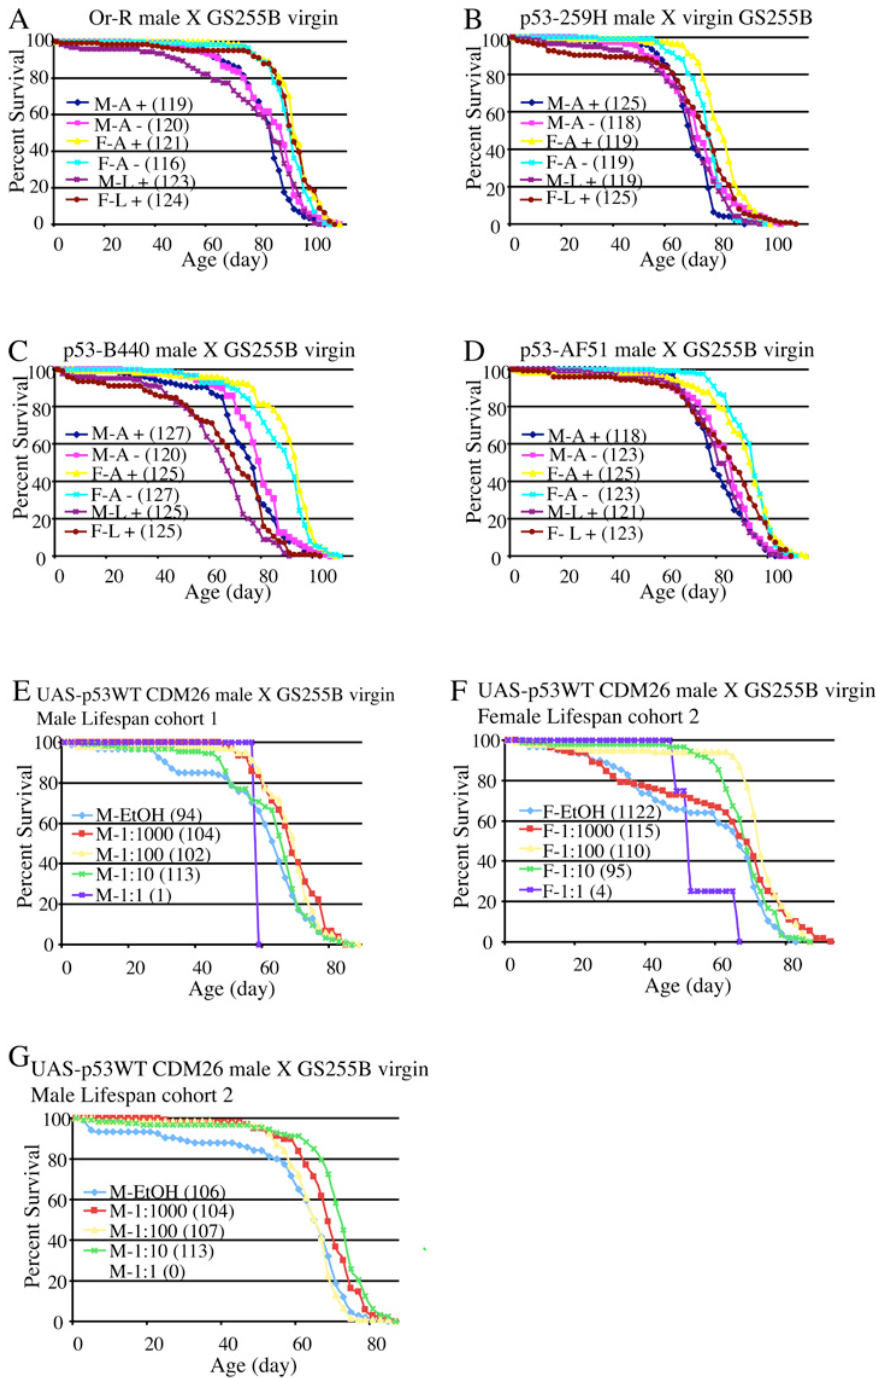 A
Or-R male X GS255B virgin
Percent Survival
100
80
60
40
20
0
M-A + (119)
M-A - (120)
F-A + (121)
F-A - (116)
M-L + (123)
F-L + (124)
0 20 40 60 80 100
Age (day)
B
p53-259H male X virgin GS255B
Percent Survival
100
80
60
40
20
0
M-A + (125)
M-A - (118)
F-A + (119)
F-A - (119)
M-L + (119)
F-L + (125)
0 20 40 60 80 100
Age (day)
C
p53-B440 male X GS255B virgin
Percent Survival
100
80
60
40
20
0
M-A + (127)
M-A - (120)
F-A + (125)
F-A - (127)
M-L + (125)
F-L + (125)
0 20 40 60 80 100
Age (day)
D
p53-AF51 male X GS255B virgin
Percent Survival
100
80
60
40
20
0
M-A + (118)
M-A - (123)
F-A + (125)
F-A - (123)
M-L + (121)
F- L + (123)
0 20 40 60 80 100
Age (day)
E
UAS-p53WT CDM26 male X GS255B virgin
Male Lifespan cohort 1
Percent Survival
100
80
60
40
20
0
M-EtOH (94)
M-1:1000 (104)
M-1:100 (102)
M-1:10 (113)
M-1:1 (1)
0 20 40 60 80
Age (day)
F
UAS-p53WT CDM26 male X GS255B virgin
Female Lifespan cohort 2
Percent Survival
100
80
60
40
20
0
F-EtOH (1122)
F-1:1000 (115)
F-1:100 (110)
F-1:10 (95)
F-1:1 (4)
0 20 40 60 80
Age (day)
G
UAS-p53WT CDM26 male X GS255B virgin
Male Lifespan cohort 2
Percent Survival
100
80
60
40
20
0
M-EtOH (106)
M-1:1000 (104)
M-1:100 (107)
M-1:10 (113)
M-1:1 (0)
0 20 40 60 80
Age (day)